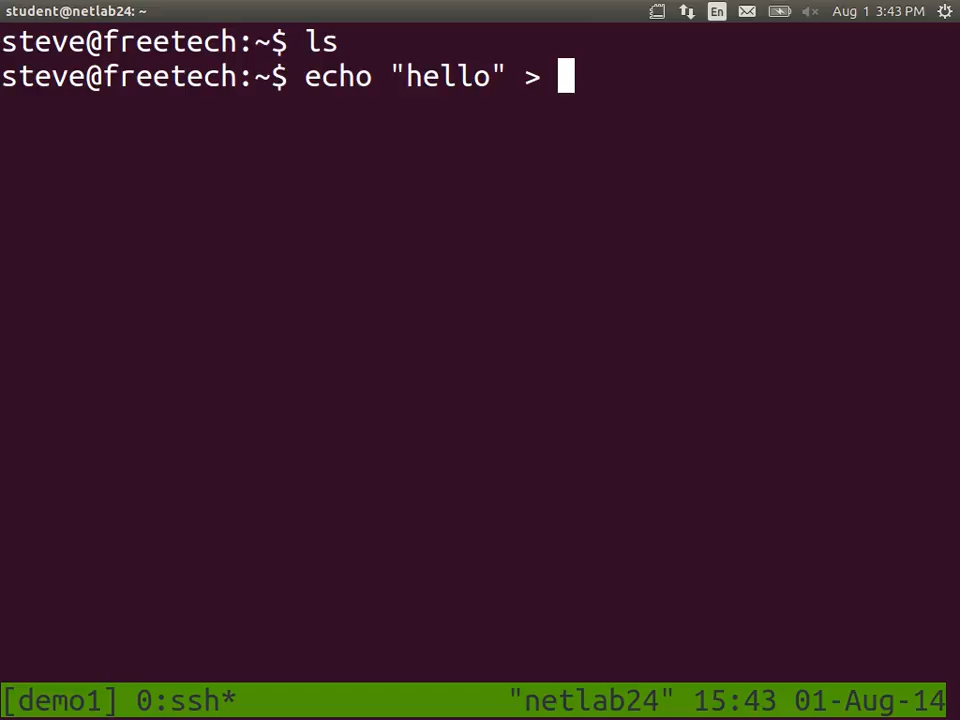 student@netlab24: ~ En Aug 1 3:43 PM
steve@freetech:~$ ls
steve@freetech:~$ echo "hello" >
[demo1] 0:ssh* "netlab24" 15:43 01-Aug-14